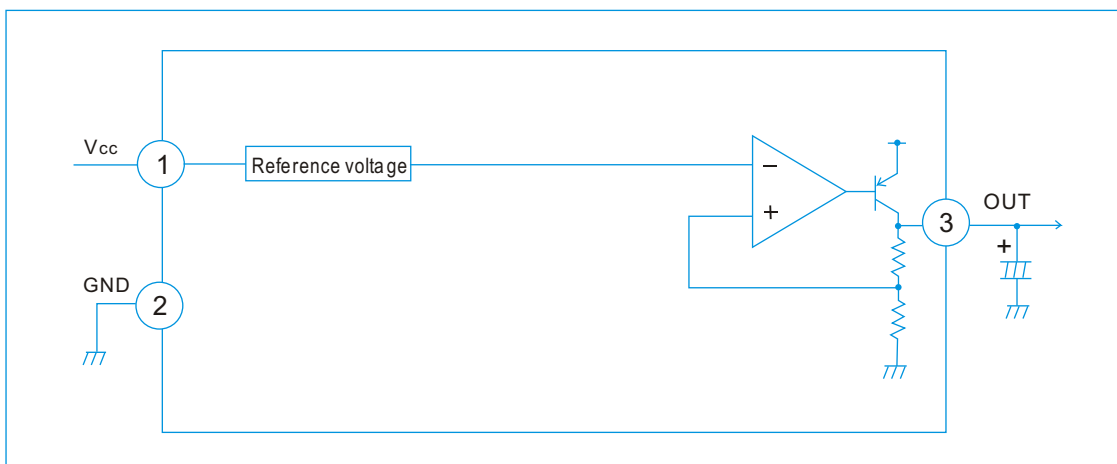 Vcc
1
Reference voltage
−
+
3
OUT
+
GND
2